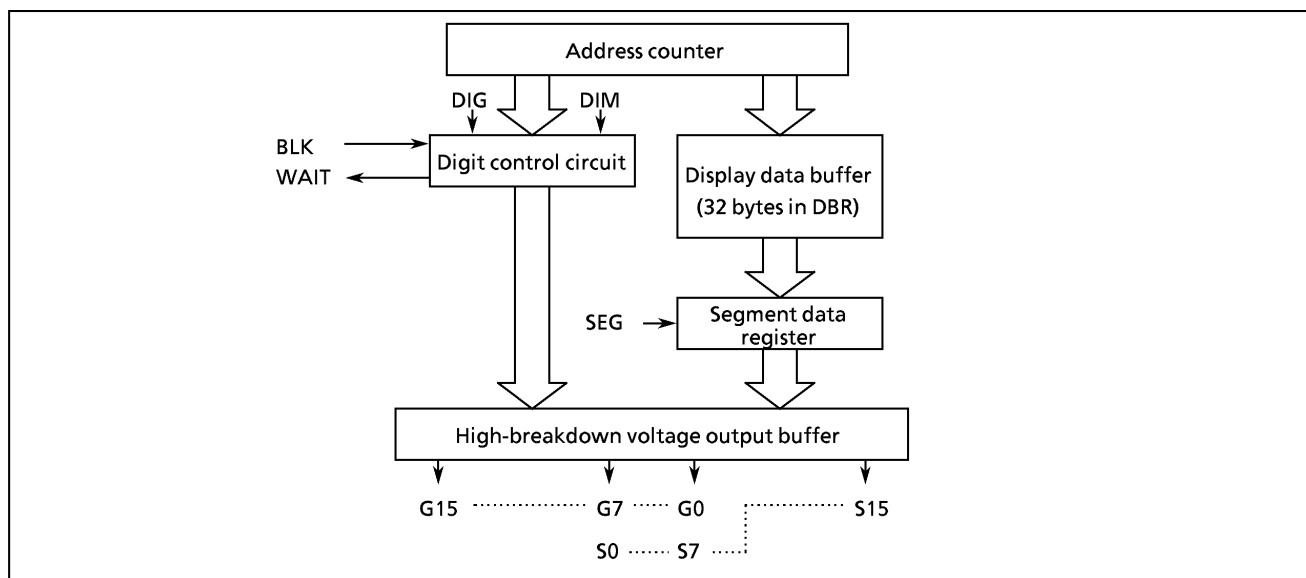 Address counter
DIG
DIM
BLK
Digit control circuit
WAIT
Display data buffer
(32 bytes in DBR)
SEG
Segment data
register
High-breakdown voltage output buffer
G15 G7 G0 S15
S0 S7